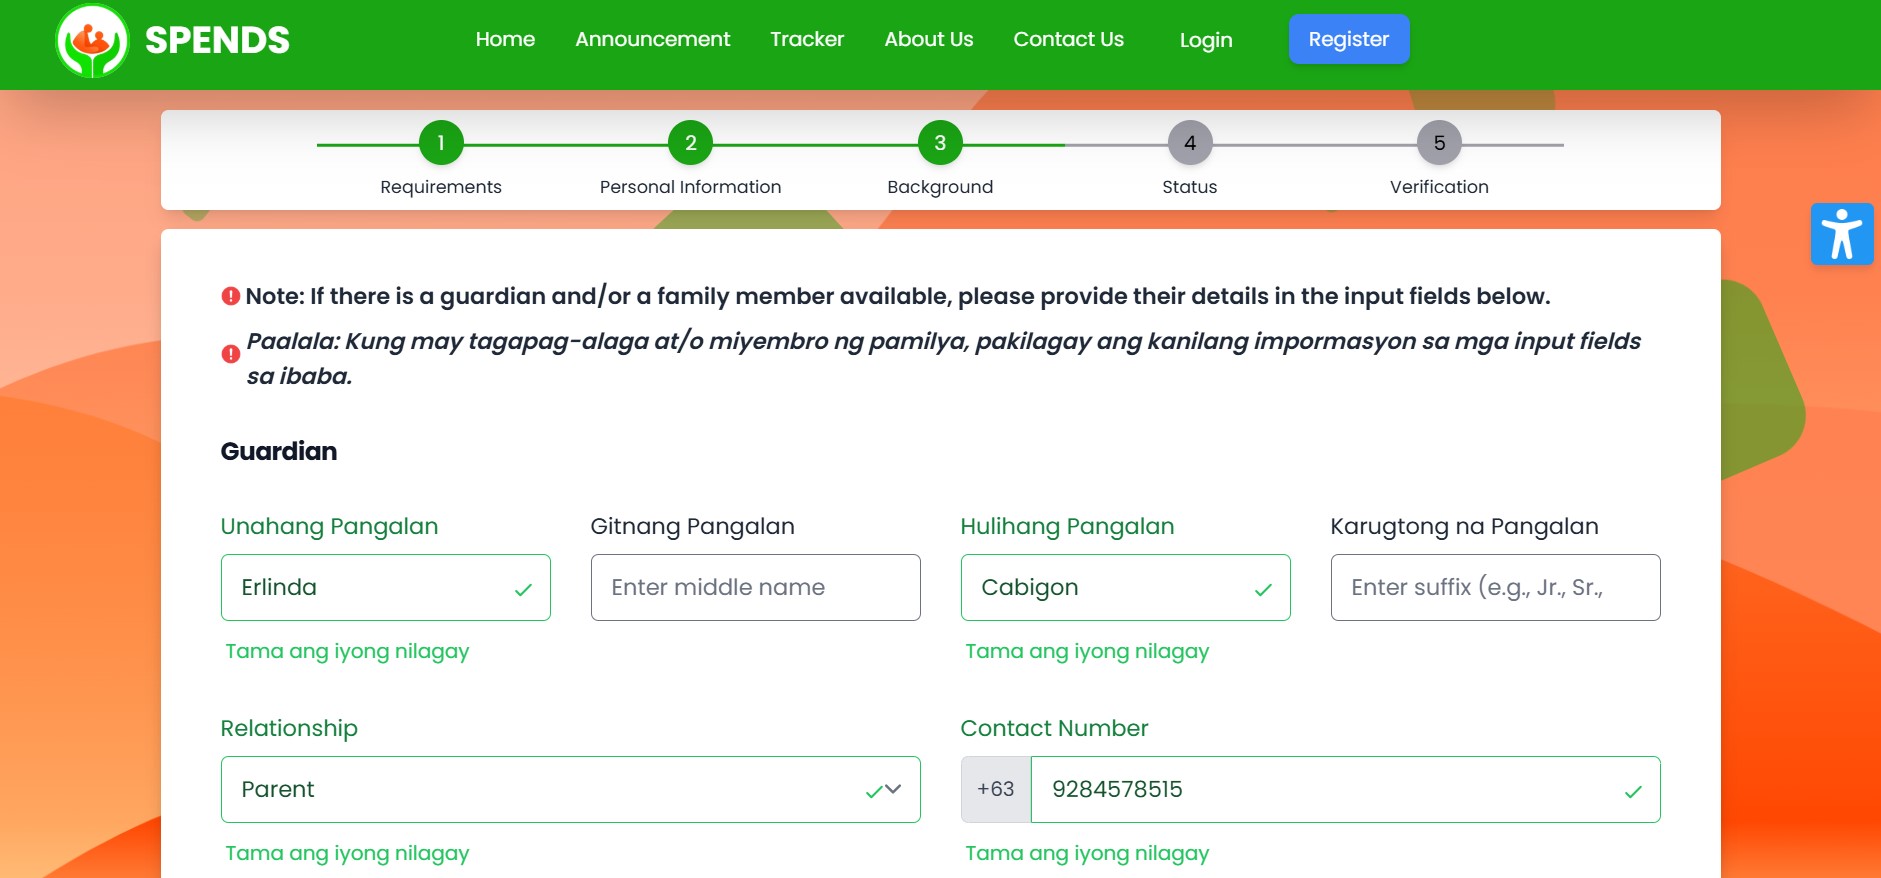 SPENDS
Home Announcement Tracker About Us Contact Us Login Register
1 2 3 4 5
Requirements Personal Information Background Status Verification
Note: If there is a guardian and/or a family member available, please provide their details in the input fields below.
Paalala: Kung may tagapag-alaga at/o miyembro ng pamilya, pakilagay ang kanilang impormasyon sa mga input fields
sa ibaba.
Guardian
Unahang Pangalan Gitnang Pangalan Hulihang Pangalan Karugtong na Pangalan
Erlinda Enter middle name Cabigon Enter suffix (e.g., Jr., Sr.,
Tama ang iyong nilagay Tama ang iyong nilagay
Relationship Contact Number
Parent +63 9284578515
Tama ang iyong nilagay Tama ang iyong nilagay